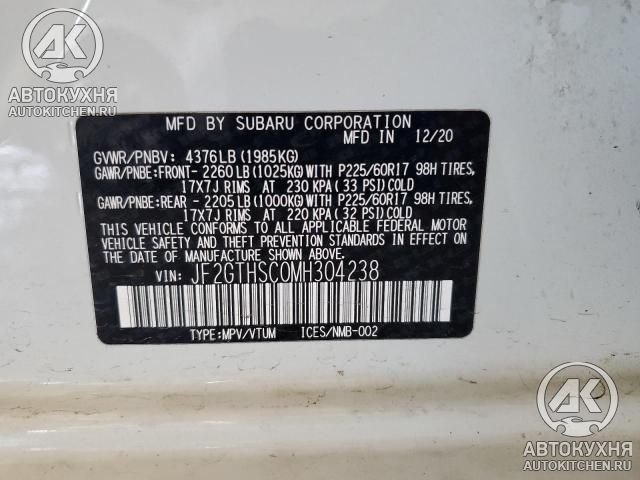 AK
АВТОКУХНЯ
AUTOKITCHEN.RU
MFD BY SUBARU CORPORATION
MFD IN 12/20
GVWR/PNBV: 4376LB (1985KG)
GAWR/PNBE:FRONT- 2260LB (1025KG) WITH P225/60R17 98H TIRES,
17X7J RIMS AT 230 KPA (33 PSI) COLD
GAWR/PNBE:REAR - 2205LB (1000KG) WITH P225/60R17 98H TIRES,
17X7J RIMS AT 220 KPA (32 PSI) COLD
THIS VEHICLE CONFORMS TO ALL APPLICABLE FEDERAL MOTOR
VEHICLE SAFETY AND THEFT PREVENTION STANDARDS IN EFFECT ON
THE DATE OF MANUFACTURE SHOWN ABOVE.
VIN: JF2GTHSC0MH304238
TYPE:MPV/VTUM ICES/NMB-002
AK
АВТОКУХНЯ
AUTOKITCHEN.RU